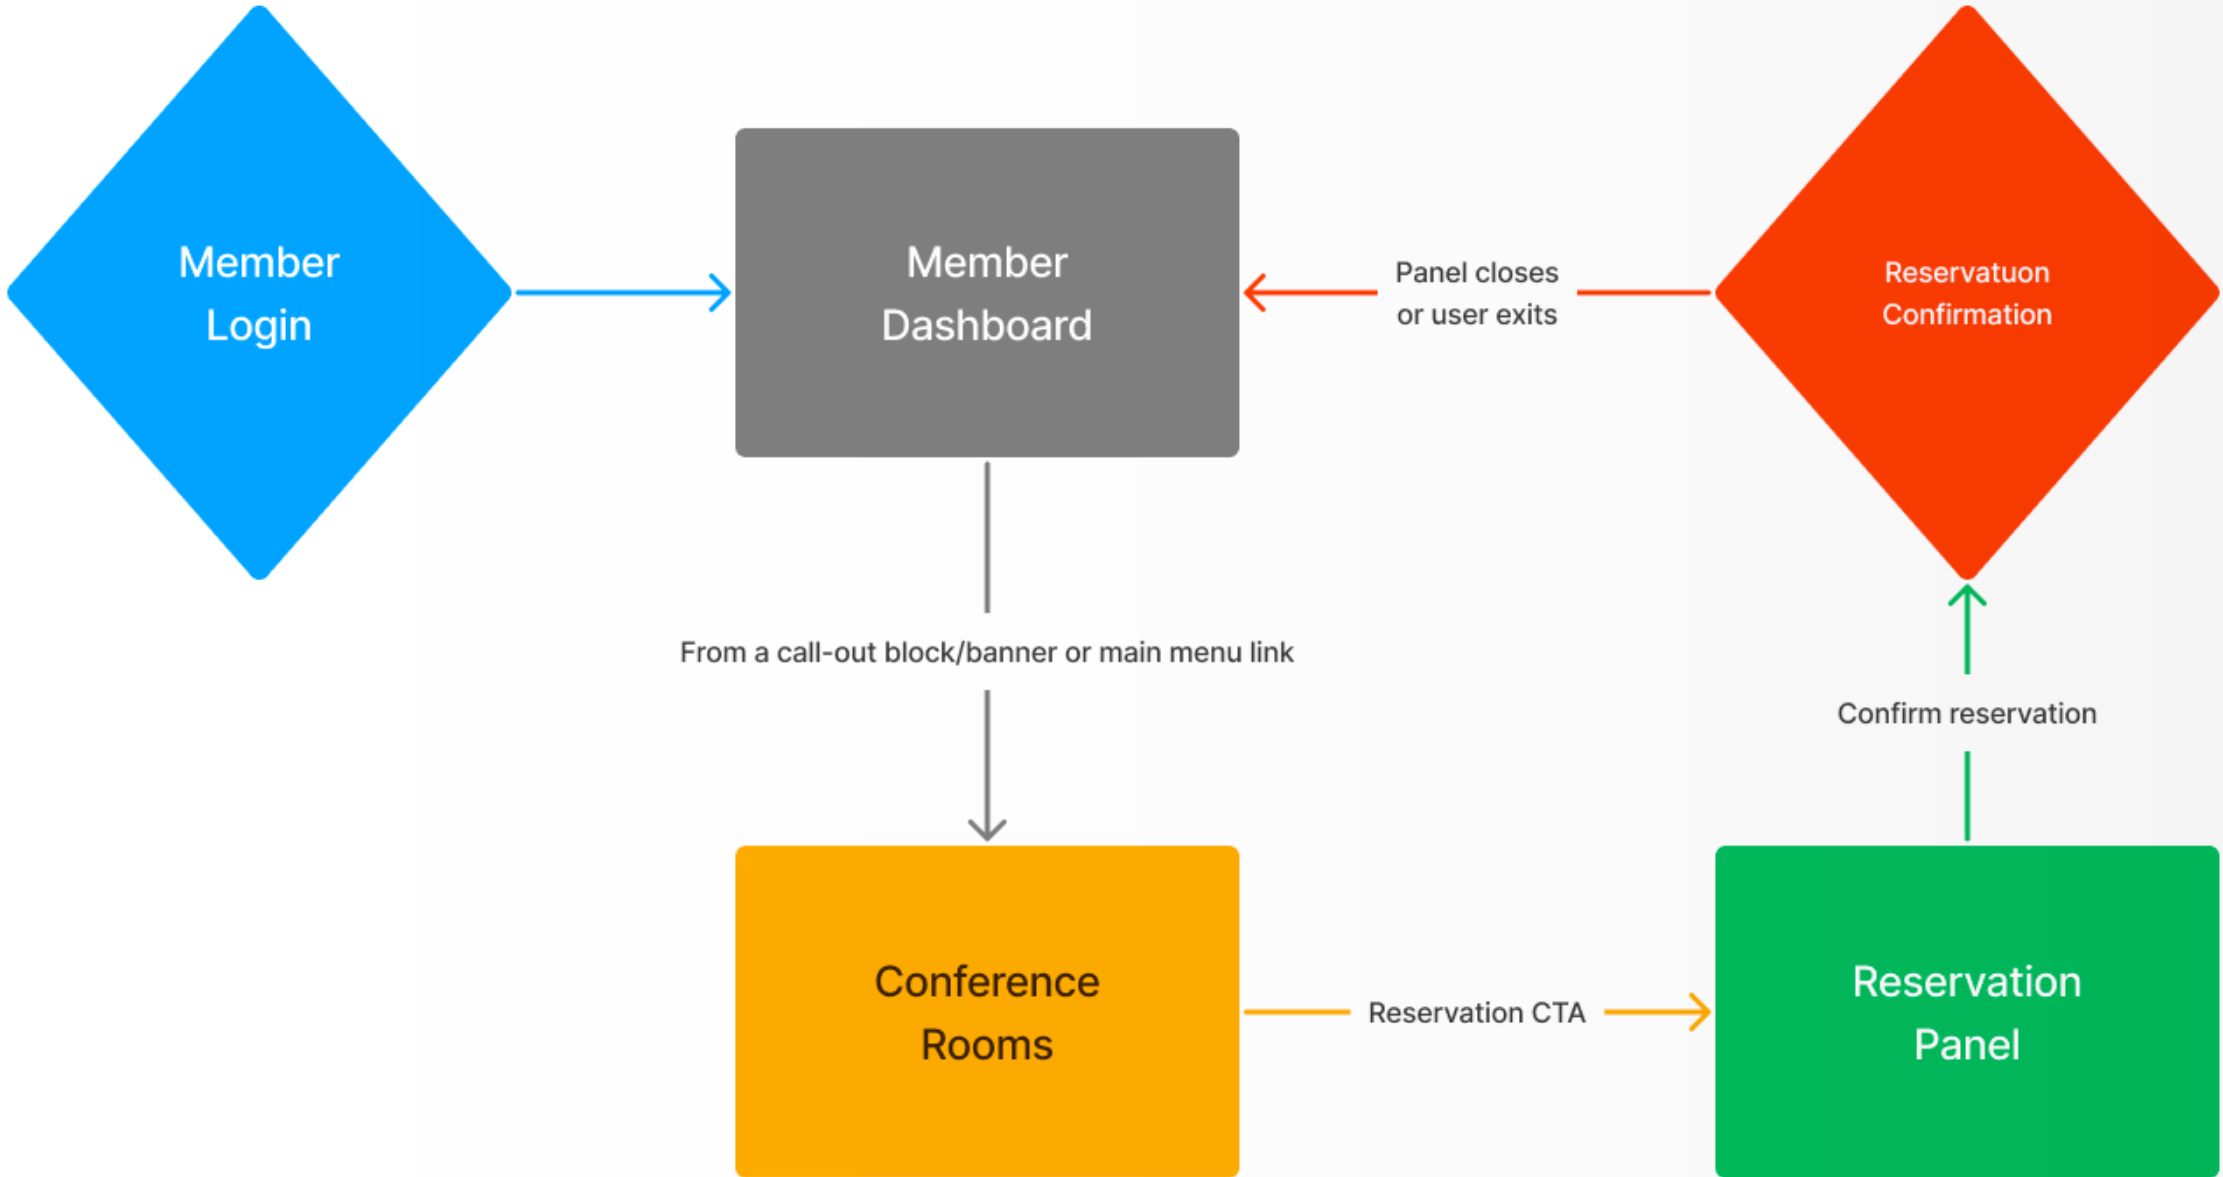 Member
Login
Member
Dashboard
Panel closes
or user exits
Reservatuon
Confirmation
From a call-out block/banner or main menu link
Confirm reservation
Conference
Rooms
Reservation CTA
Reservation
Panel